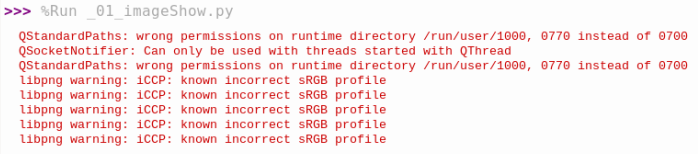 >>> %Run _01_imageShow.py
QStandardPaths: wrong permissions on runtime directory /run/user/1000, 0770 instead of 0700
QSocketNotifier: Can only be used with threads started with QThread
QStandardPaths: wrong permissions on runtime directory /run/user/1000, 0770 instead of 0700
libpng warning: iCCP: known incorrect sRGB profile
libpng warning: iCCP: known incorrect sRGB profile
libpng warning: iCCP: known incorrect sRGB profile
libpng warning: iCCP: known incorrect sRGB profile
libpng warning: iCCP: known incorrect sRGB profile